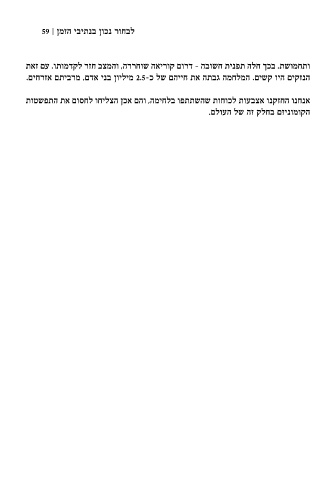 לבחור נכון בנתיבי הזמן | 59
ותחמושת. בכך חלה תפנית חשובה - דרום קוריאה שוחררה, והמצב חזר לקדמותו. עם זאת
הנזקים היו קשים. המלחמה גבתה את חייהם של כ-2.5 מיליון בני אדם, מרביתם אזרחים.
אנחנו החזקנו אצבעות לכוחות שהשתתפו בלחימה, והם אכן הצליחו לחסום את התפשטות
הקומוניזם בחלק זה של העולם.